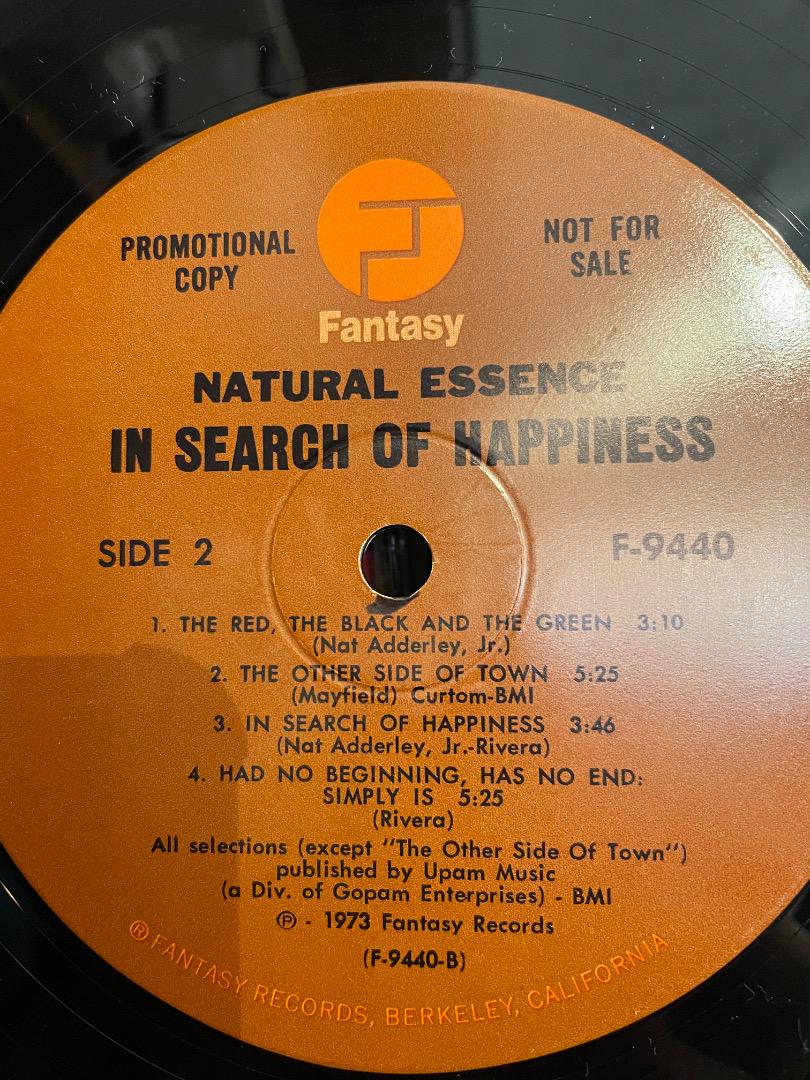 PROMOTIONAL
COPY
NOT FOR
SALE
Fantasy
NATURAL ESSENCE
IN SEARCH OF HAPPINESS
SIDE 2
F-9440
1. THE RED, THE BLACK AND THE GREEN 3:10
(Nat Adderley, Jr.)
2. THE OTHER SIDE OF TOWN 5:25
(Mayfield) Curtom-BMI
3. IN SEARCH OF HAPPINESS 3:46
(Nat Adderley, Jr.-Rivera)
4. HAD NO BEGINNING, HAS NO END:
SIMPLY IS 5:25
(Rivera)
All selections (except "The Other Side Of Town")
published by Upam Music
(a Div. of Gopam Enterprises) - BMI
℗ - 1973 Fantasy Records
(F-9440-B)
® FANTASY RECORDS, BERKELEY, CALIFORNIA